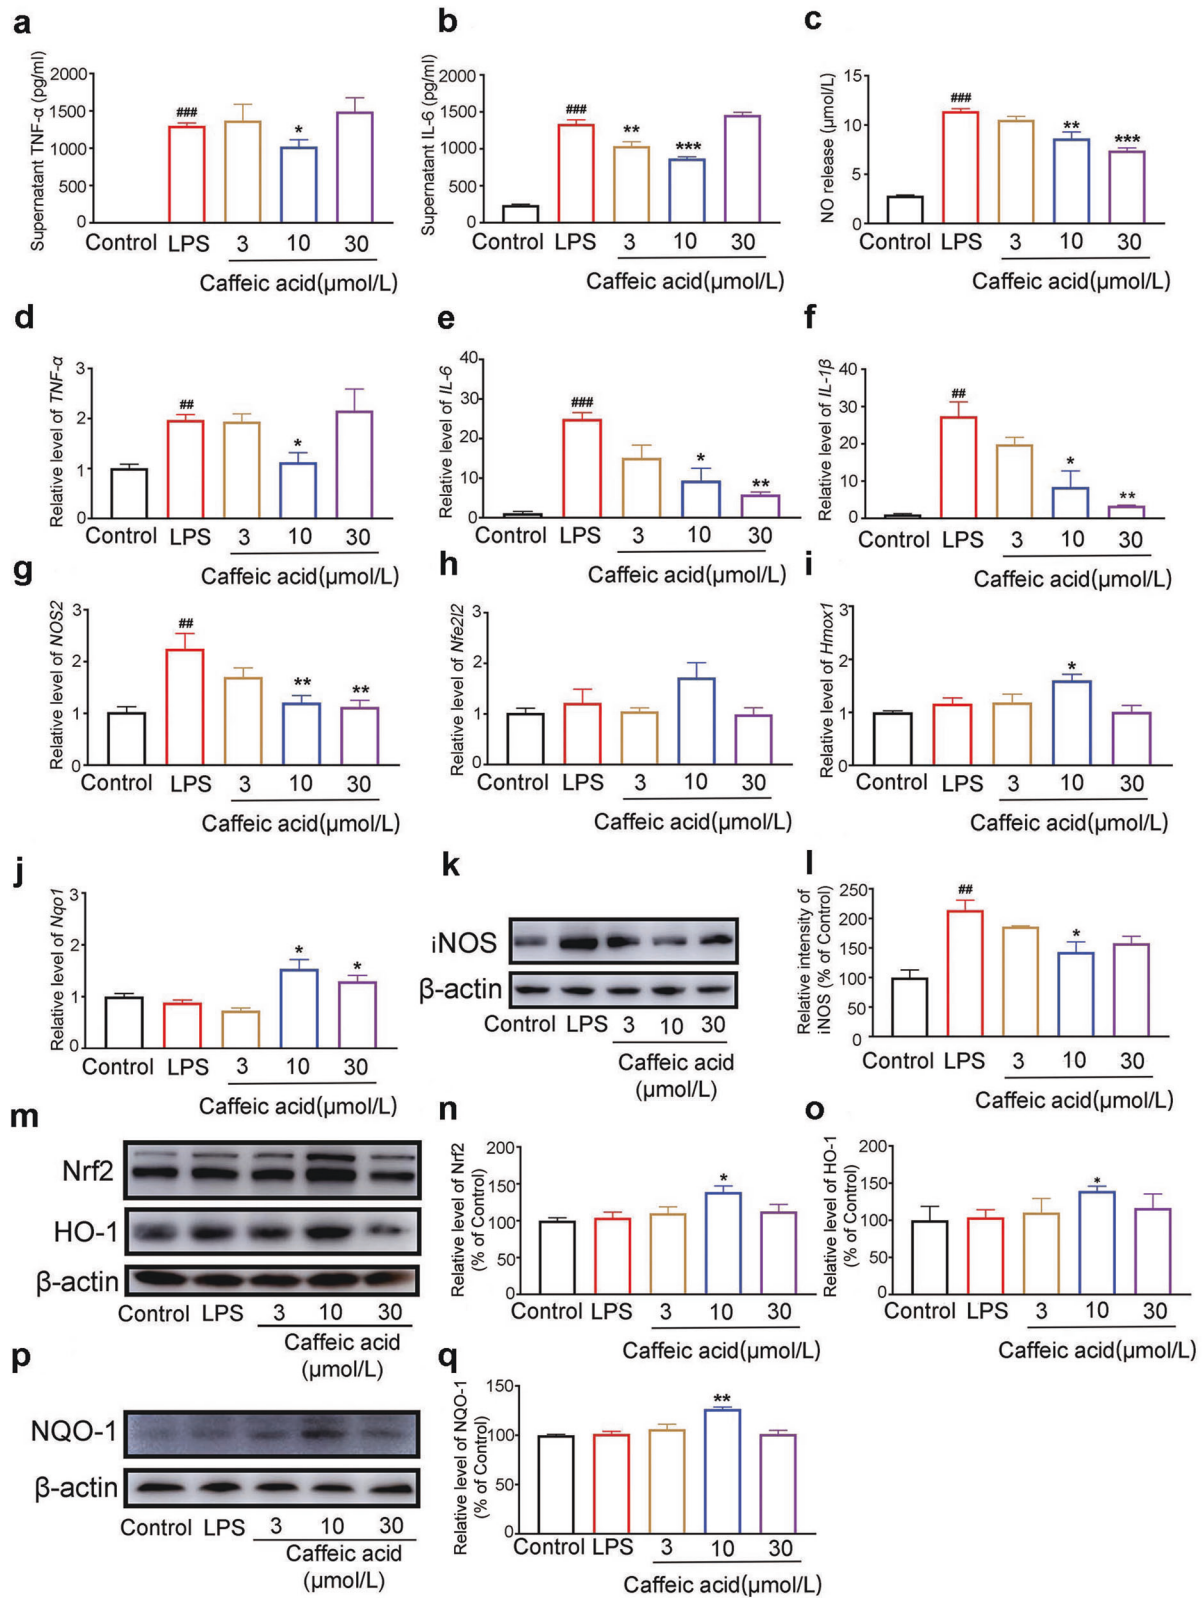 a
Supernatant TNF-α (pg/ml)
2000
1500
1000
500
0
###
*
Control LPS 3 10 30
Caffeic acid(μmol/L)
b
Supernatant IL-6 (pg/ml)
2000
1500
1000
500
0
###
**
***
Control LPS 3 10 30
Caffeic acid(μmol/L)
c
NO release (μmol/L)
15
10
5
0
###
**
***
Control LPS 3 10 30
Caffeic acid(μmol/L)
d
Relative level of TNF-α
3
2
1
0
##
*
Control LPS 3 10 30
Caffeic acid(μmol/L)
e
Relative level of IL-6
40
30
20
10
0
###
*
**
Control LPS 3 10 30
Caffeic acid(μmol/L)
f
Relative level of IL-1β
40
30
20
10
0
##
*
**
Control LPS 3 10 30
Caffeic acid(μmol/L)
g
Relative level of NOS2
3
2
1
0
##
**
**
Control LPS 3 10 30
Caffeic acid(μmol/L)
h
Relative level of Nfe2l2
3
2
1
0
Control LPS 3 10 30
Caffeic acid(μmol/L)
i
Relative level of Hmox1
3
2
1
0
*
Control LPS 3 10 30
Caffeic acid(μmol/L)
j
Relative level of Nqo1
3
2
1
0
*
*
Control LPS 3 10 30
Caffeic acid(μmol/L)
k
iNOS
β-actin
Control LPS 3 10 30
Caffeic acid
(μmol/L)
l
Relative intensity of
iNOS (% of Control)
250
200
150
100
50
0
##
*
Control LPS 3 10 30
Caffeic acid(μmol/L)
m
Nrf2
HO-1
β-actin
Control LPS 3 10 30
Caffeic acid
(μmol/L)
n
Relative level of Nrf2
(% of Control)
200
150
100
50
0
*
Control LPS 3 10 30
Caffeic acid(μmol/L)
o
Relative level of HO-1
(% of Control)
200
150
100
50
0
*
Control LPS 3 10 30
Caffeic acid(μmol/L)
p
NQO-1
β-actin
Control LPS 3 10 30
Caffeic acid
(μmol/L)
q
Relative level of NQO-1
(% of Control)
150
100
50
0
**
Control LPS 3 10 30
Caffeic acid(μmol/L)